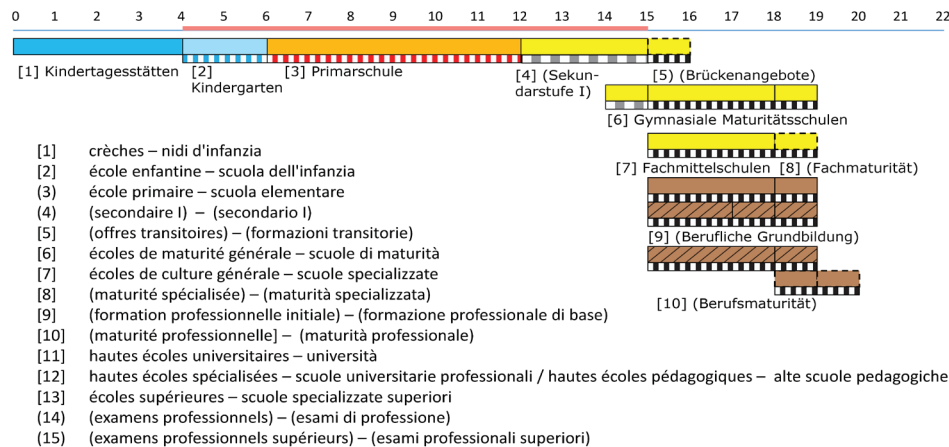 0 1 2 3 4 5 6 7 8 9 10 11 12 13 14 15 16 17 18 19 20 21 22
[1] Kindertagesstätten
[2] Kindergarten
[3] Primarschule
[4] (Sekun-
darstufe I)
[5) (Brückenangebote)
[6] Gymnasiale Maturitätsschulen
[7] Fachmittelschulen [8] (Fachmaturität)
[9] (Berufliche Grundbildung)
[10] (Berufsmaturität)
[1] crèches – nidi d'infanzia
[2] école enfantine – scuola dell'infanzia
(3) école primaire – scuola elementare
(4) (secondaire I) – (secondario I)
[5] (offres transitoires) – (formazioni transitorie)
[6] écoles de maturité générale – scuole di maturità
[7] écoles de culture générale – scuole specializzate
[8] (maturité spécialisée) – (maturità specializzata)
[9] (formation professionnelle initiale) – (formazione professionale di base)
[10] (maturité professionnelle] – (maturità professionale)
[11] hautes écoles universitaires – università
[12] hautes écoles spécialisées – scuole universitarie professionali / hautes écoles pédagogiques – alte scuole pedagogiche
[13] écoles supérieures – scuole specializzate superiori
(14) (examens professionnels) – (esami di professione)
(15) (examens professionnels supérieurs) – (esami professionali superiori)